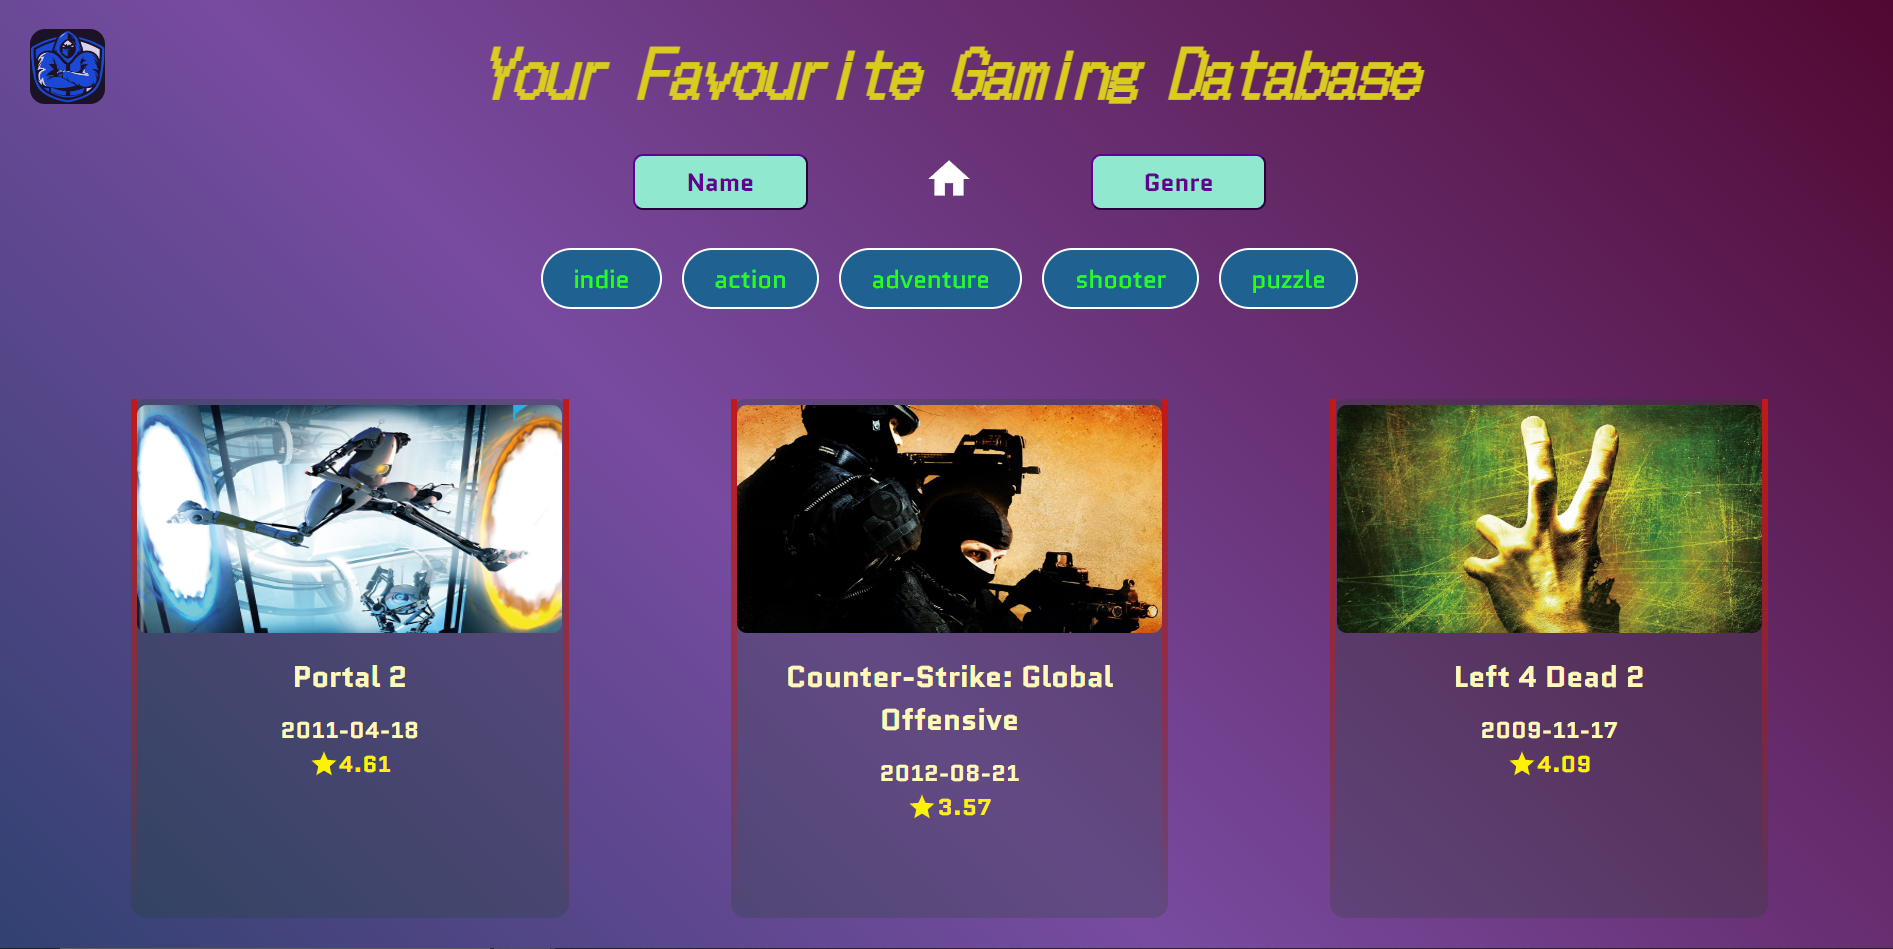 Your Favourite Gaming Database
Name
Genre
indie
action
adventure
shooter
puzzle
Portal 2
2011-04-18
4.61
Counter-Strike: Global
Offensive
2012-08-21
3.57
Left 4 Dead 2
2009-11-17
4.09